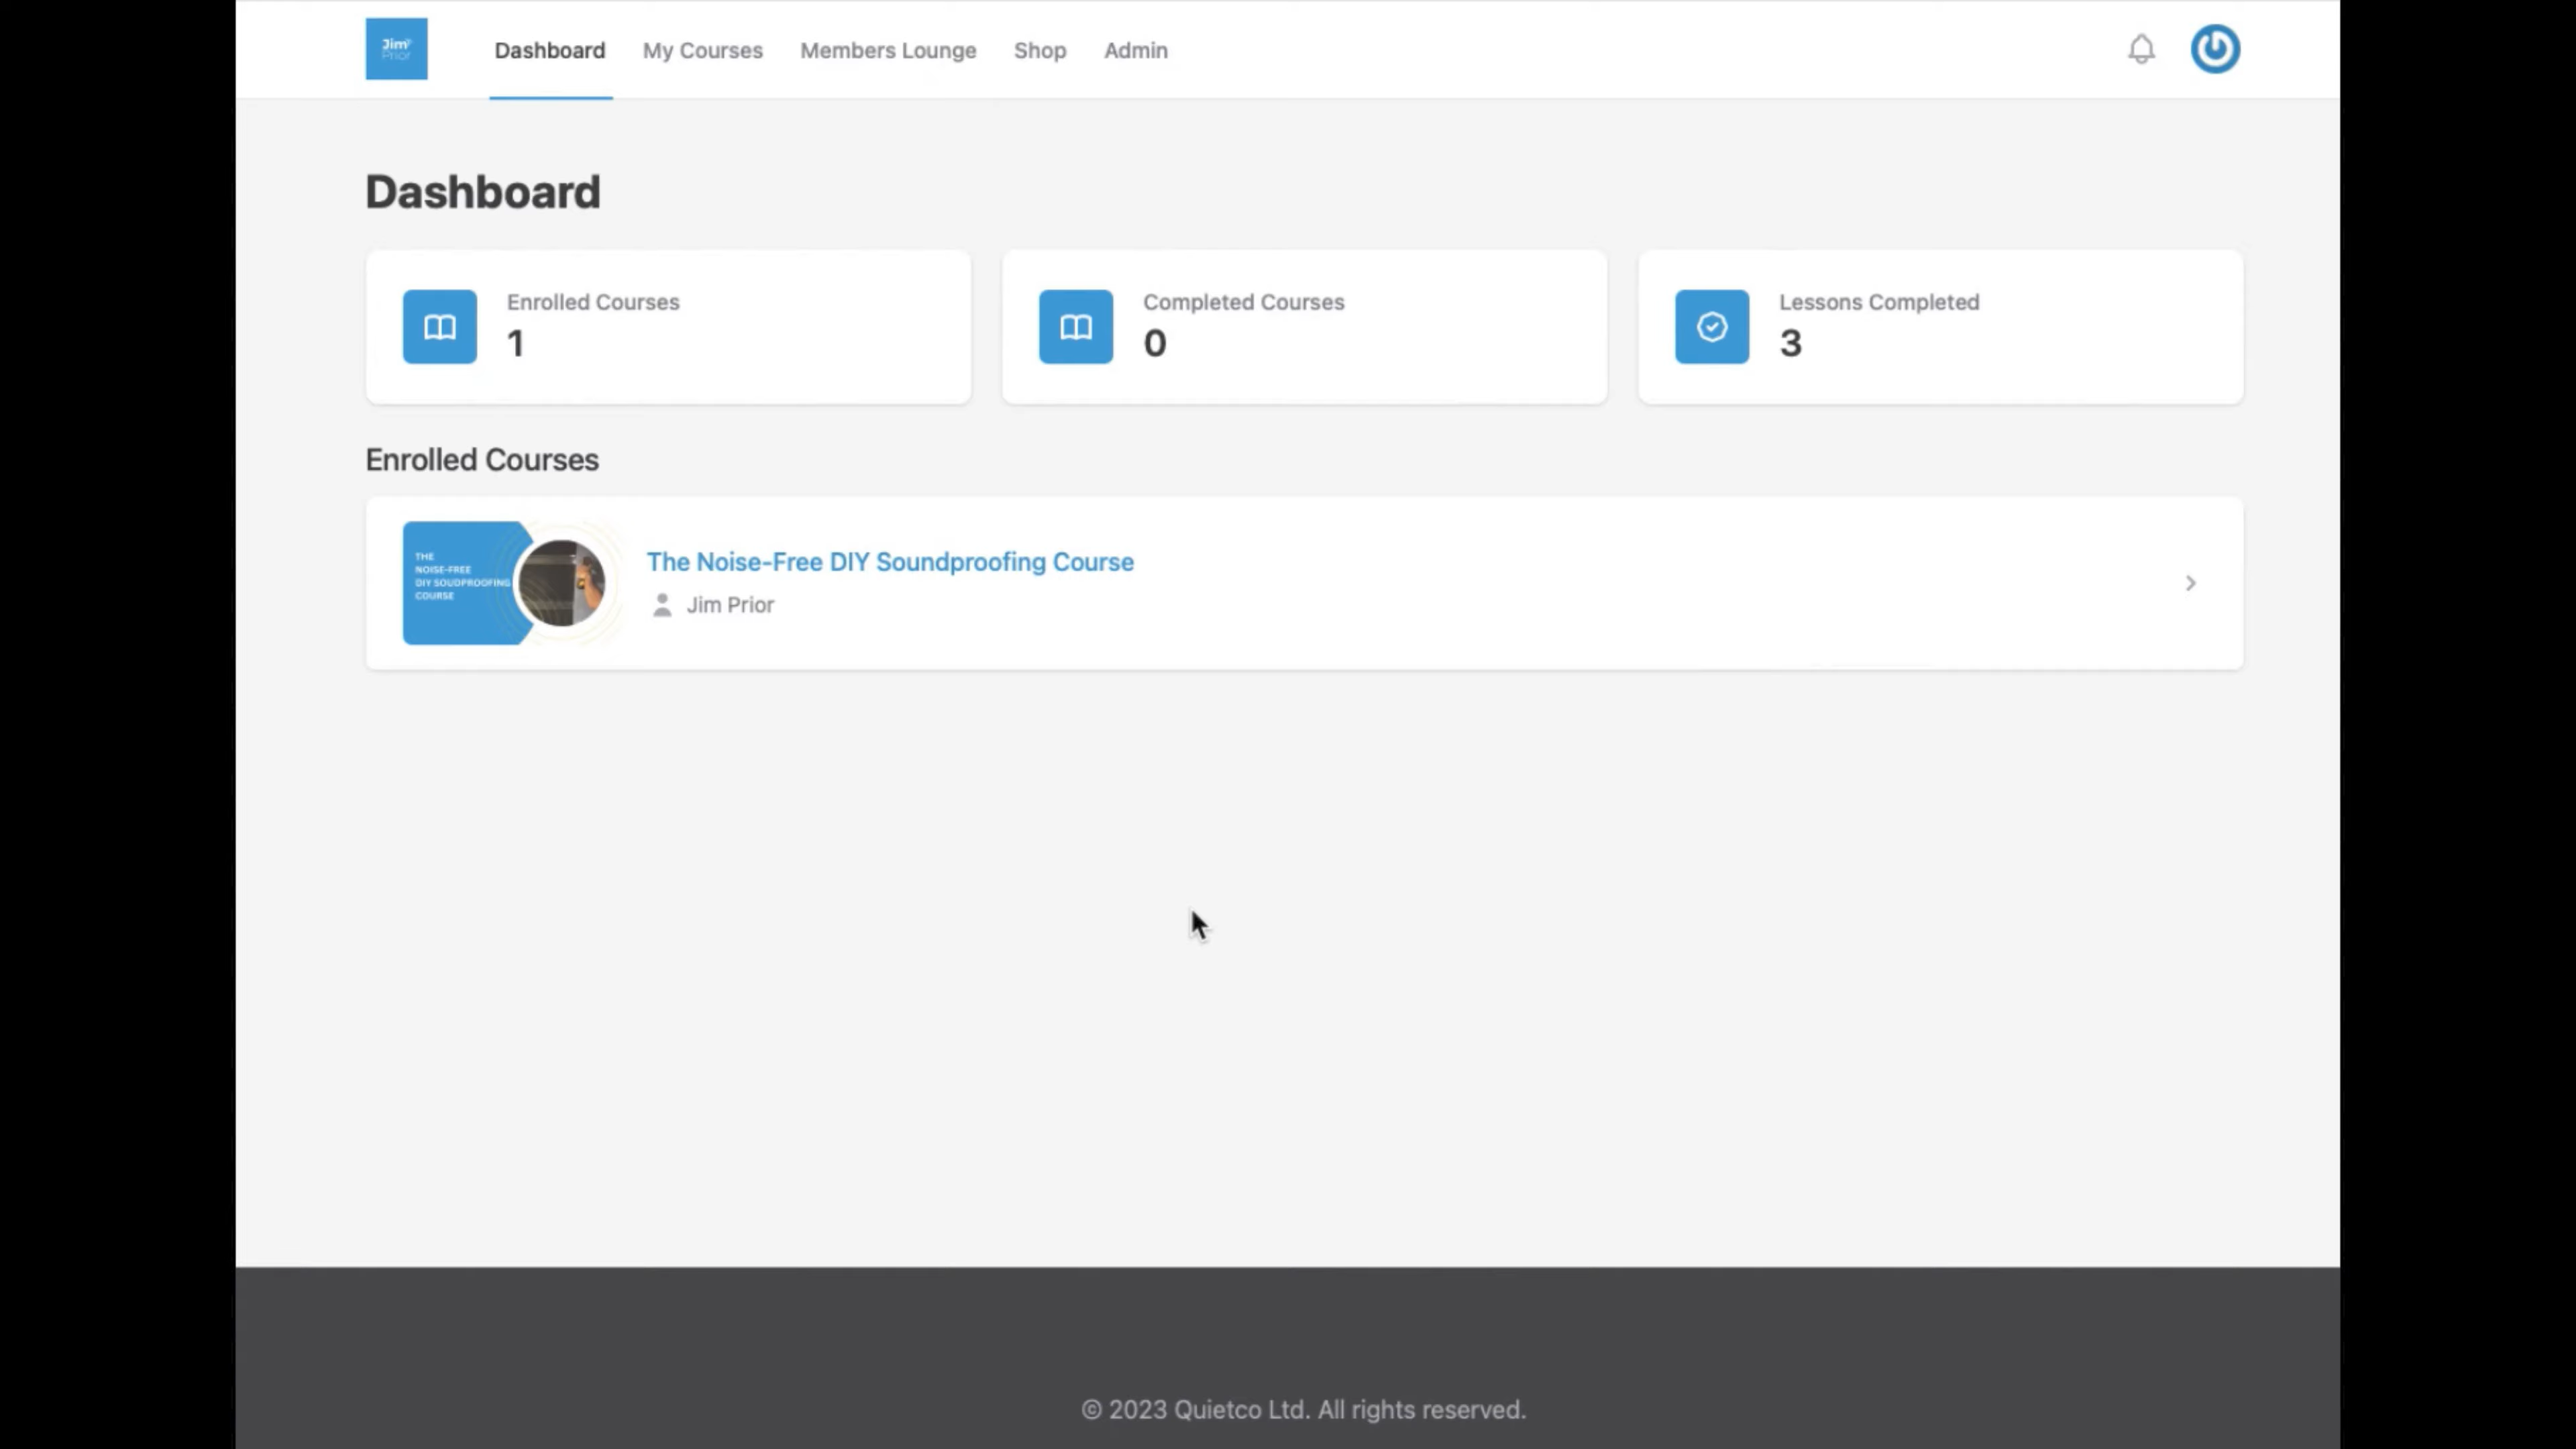 Jim
Prior
Dashboard
My Courses
Members Lounge
Shop
Admin
Dashboard
Enrolled Courses
1
Completed Courses
0
Lessons Completed
3
Enrolled Courses
THE
NOISE-FREE
DIY SOUDPROOFING
COURSE
The Noise-Free DIY Soundproofing Course
Jim Prior
© 2023 Quietco Ltd. All rights reserved.